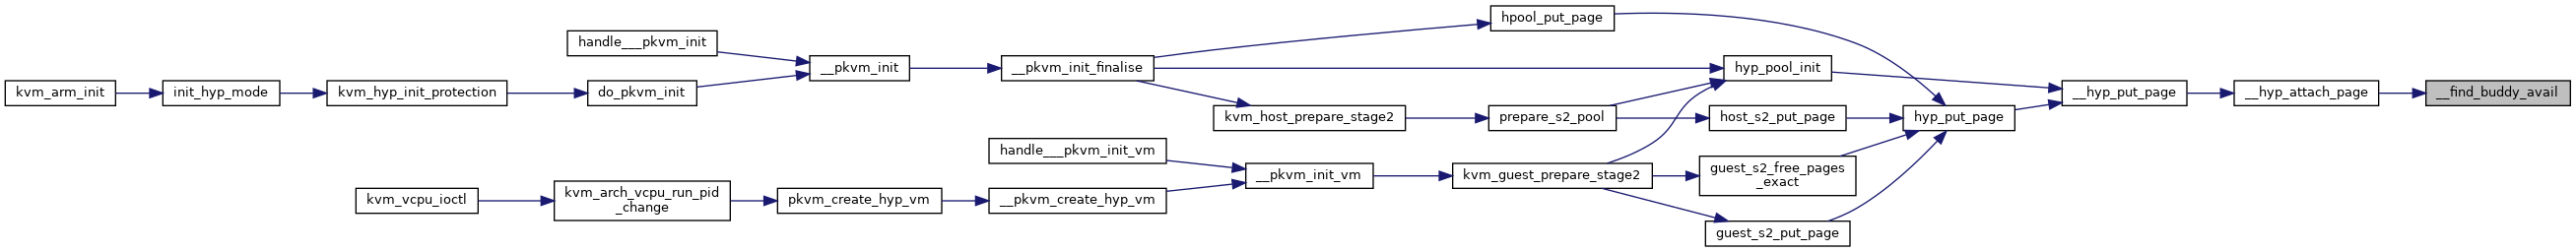 hpool_put_page
handle___pkvm_init
__pkvm_init
__pkvm_init_finalise
hyp_pool_init
kvm_arm_init
init_hyp_mode
kvm_hyp_init_protection
do_pkvm_init
__hyp_put_page
__hyp_attach_page
__find_buddy_avail
kvm_host_prepare_stage2
prepare_s2_pool
host_s2_put_page
hyp_put_page
handle___pkvm_init_vm
__pkvm_init_vm
kvm_guest_prepare_stage2
guest_s2_free_pages
_exact
kvm_vcpu_ioctl
kvm_arch_vcpu_run_pid
_change
pkvm_create_hyp_vm
__pkvm_create_hyp_vm
guest_s2_put_page